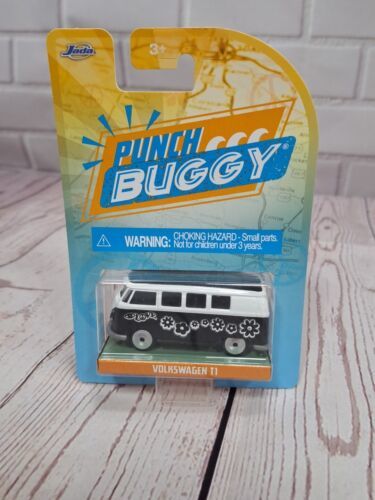 Jada
3+
PUNCH
BUGGY®
WARNING: CHOKING HAZARD - Small parts.
Not for children under 3 years.
VOLKSWAGEN T1